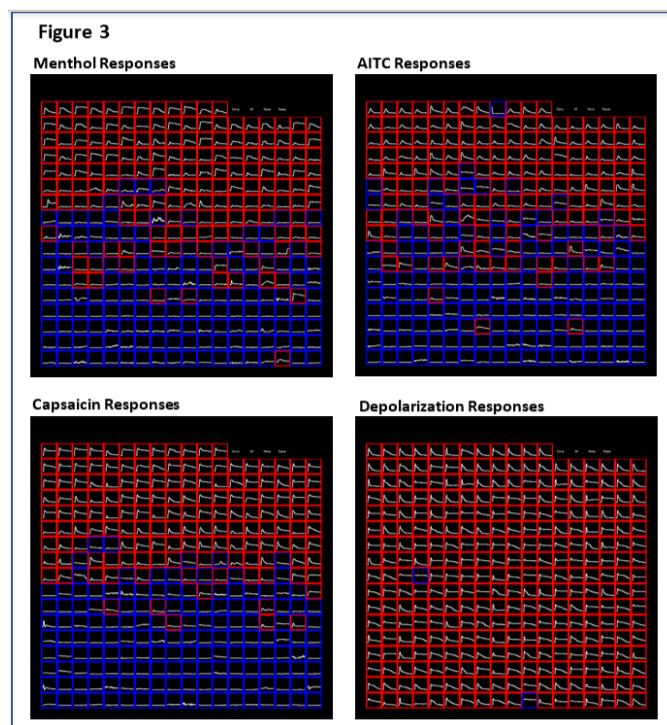 Figure 3
Menthol Responses
AITC Responses
Capsaicin Responses
Depolarization Responses